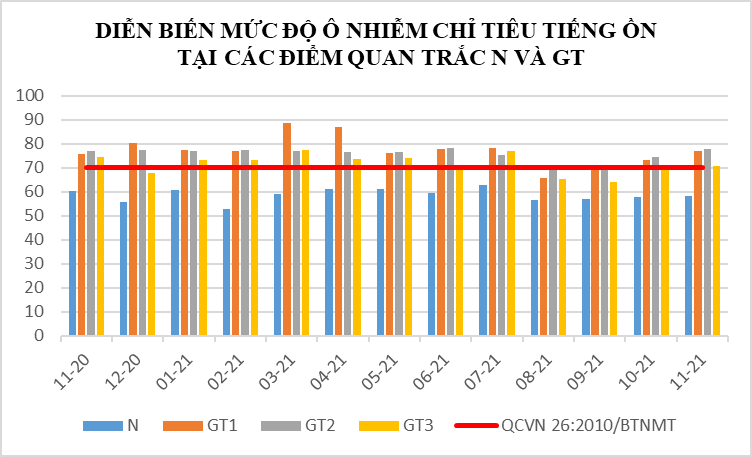 DIỄN BIẾN MỨC ĐỘ Ô NHIỄM CHỈ TIÊU TIẾNG ỒN
TẠI CÁC ĐIỂM QUAN TRẮC N VÀ GT
100
90
80
70
60
50
40
30
20
10
0
11-20 12-20 01-21 02-21 03-21 04-21 05-21 06-21 07-21 08-21 09-21 10-21 11-21
N GT1 GT2 GT3 QCVN 26:2010/BTNMT